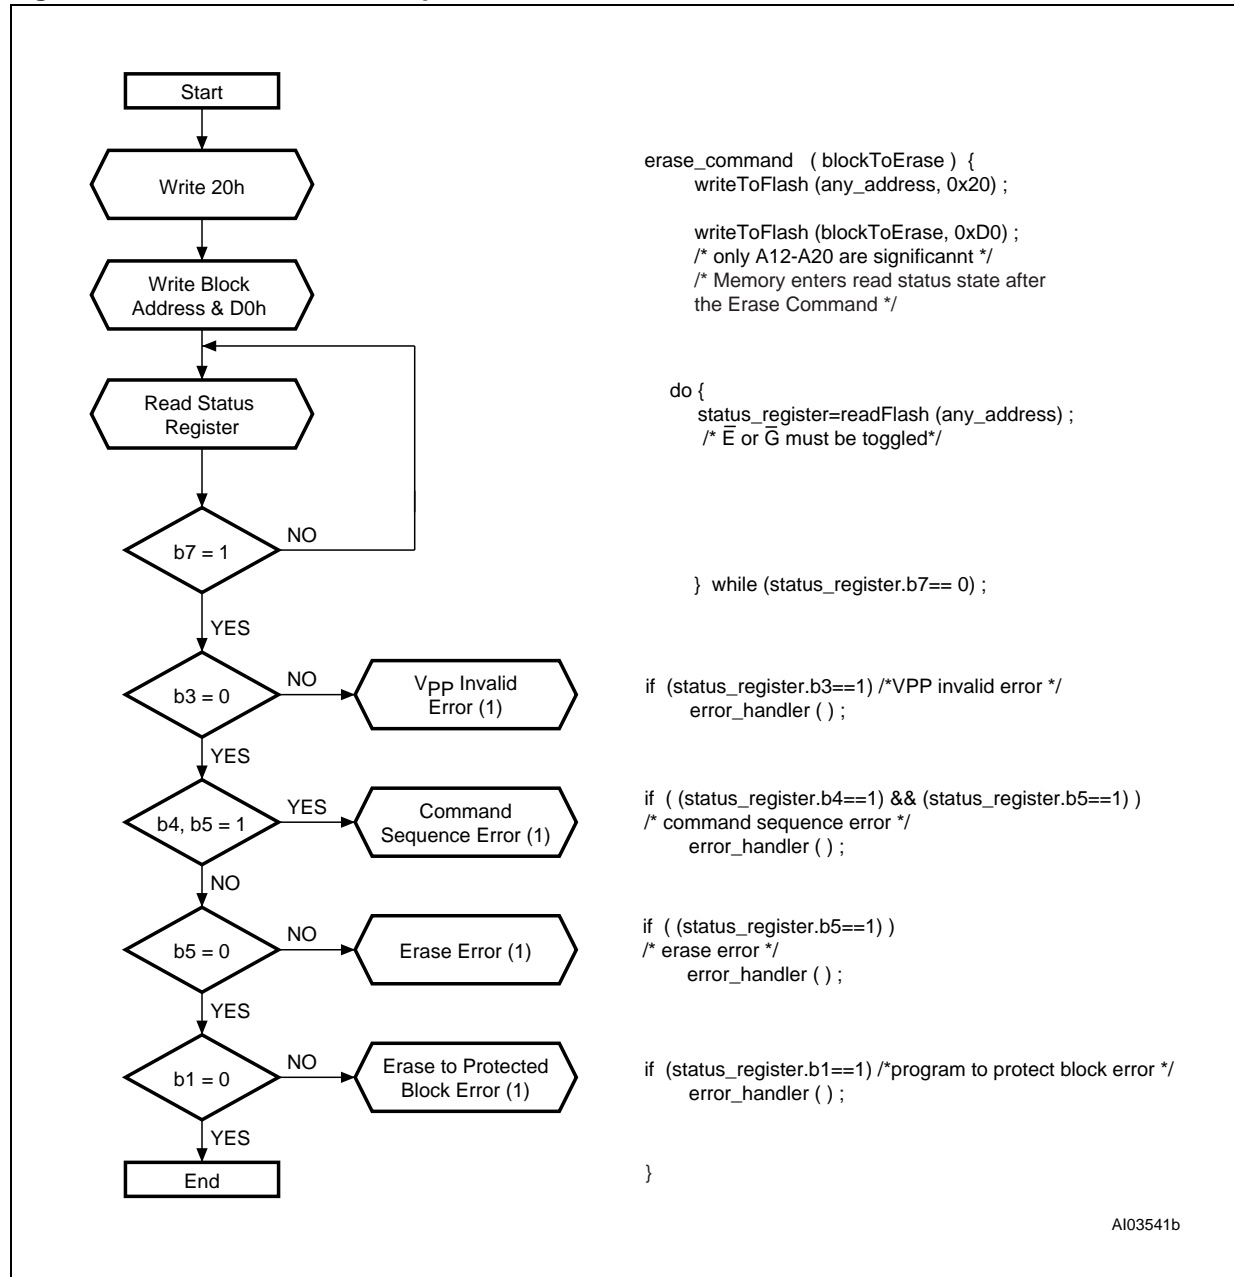 Start
Write 20h
Write Block
Address & D0h
Read Status
Register
b7 = 1
NO
YES
b3 = 0
NO
VPP Invalid
Error (1)
YES
b4, b5 = 1
YES
Command
Sequence Error (1)
NO
b5 = 0
NO
Erase Error (1)
YES
b1 = 0
NO
Erase to Protected
Block Error (1)
YES
End
erase_command ( blockToErase ) {
writeToFlash (any_address, 0x20) ;
writeToFlash (blockToErase, 0xD0) ;
/* only A12-A20 are significannt */
/* Memory enters read status state after
the Erase Command */
do {
status_register=readFlash (any_address) ;
/* E̅ or G̅ must be toggled*/
} while (status_register.b7== 0) ;
if (status_register.b3==1) /*VPP invalid error */
error_handler ( ) ;
if ( (status_register.b4==1) && (status_register.b5==1) )
/* command sequence error */
error_handler ( ) ;
if ( (status_register.b5==1) )
/* erase error */
error_handler ( ) ;
if (status_register.b1==1) /*program to protect block error */
error_handler ( ) ;
}
AI03541b